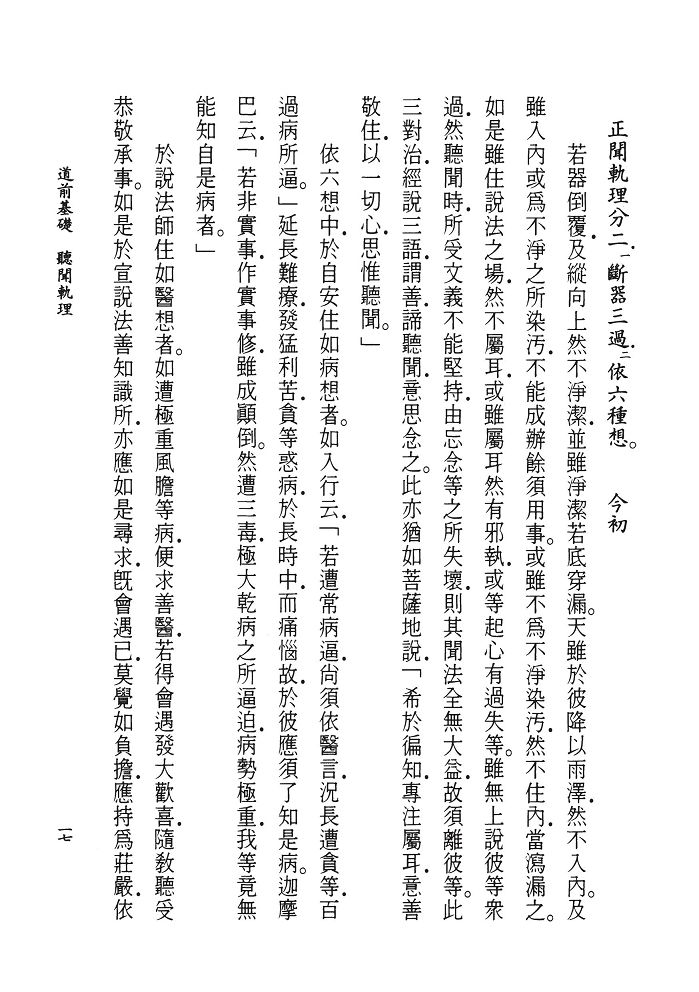 正聞軌理分二．一斷器三過．二依六種想。　今初
若器倒覆．及縱向上然不淨潔．並雖淨潔若底穿漏。天雖於彼降以雨澤．然不入內。及
雖入內或爲不淨之所染污．不能成辦餘須用事。或雖不爲不淨染污．然不住內．當瀉漏之。
如是雖住說法之場．然不屬耳．或雖屬耳然有邪執．或等起心有過失等。雖無上說彼等眾
過．然聽聞時．所受文義不能堅持．由忘念等之所失壞．則其聞法全無大益．故須離彼等。此
三對治．經說三語．謂善．諦聽聞．意思念之。此亦猶如菩薩地說．「希於徧知．專注屬耳．意善
敬住．以一切心．思惟聽聞。」
依六想中．於自安住如病想者。如入行云．「若遭常病逼．尚須依醫言．況長遭貪等．百
過病所逼。」延長難療．發猛利苦．貪等惑病．於長時中．而痛惱故．於彼應須了知是病。迦摩
巴云．「若非實事．作實事修．雖成顚倒。然遭三毒．極大乾病之所逼迫．病勢極重．我等竟無
能知自是病者。」
於說法師住如醫想者。如遭極重風膽等病．便求善醫．若得會遇發大歡喜．隨教聽受
恭敬承事。如是於宣說法善知識所．亦應如是尋求．旣會遇已．莫覺如負擔．應持爲莊嚴．依
道前基礎　聽聞軌理
一七